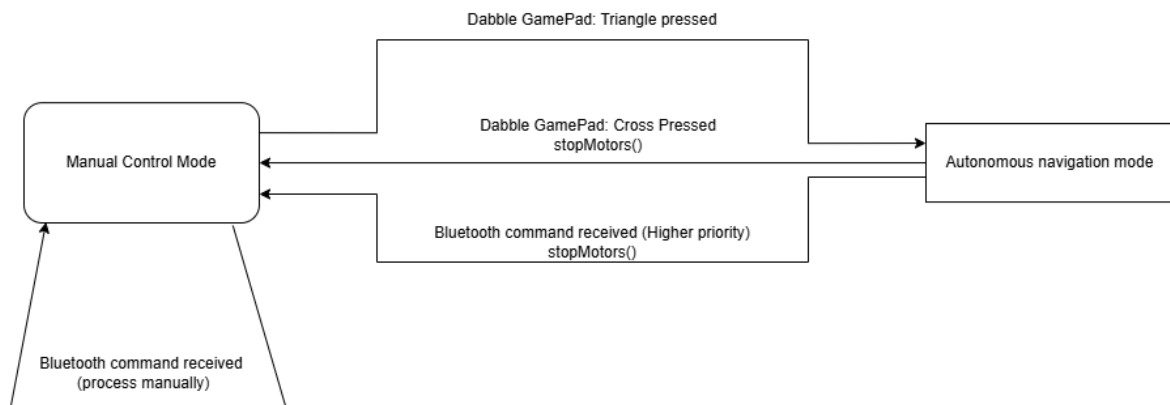 Dabble GamePad: Triangle pressed
Dabble GamePad: Cross Pressed
stopMotors()
Manual Control Mode
Autonomous navigation mode
Bluetooth command received (Higher priority)
stopMotors()
Bluetooth command received
(process manually)